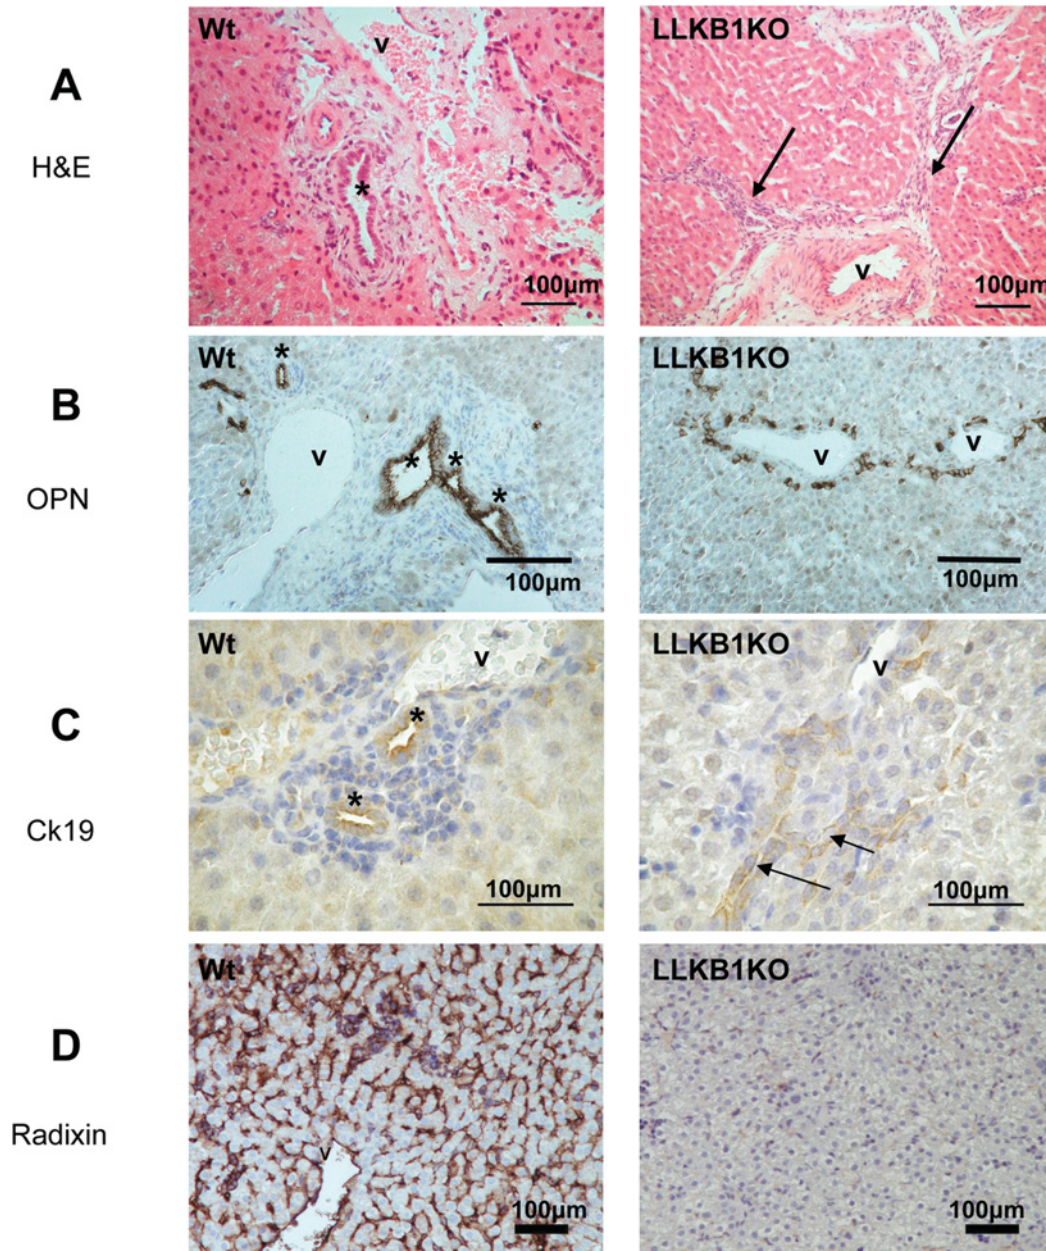 A
H&E
Wt
v
*
100µm
LLKB1KO
v
100µm
B
OPN
Wt
*
v
*
*
*
100µm
LLKB1KO
v
v
100µm
C
Ck19
Wt
v
*
*
100µm
LLKB1KO
v
100µm
D
Radixin
Wt
v
100µm
LLKB1KO
100µm